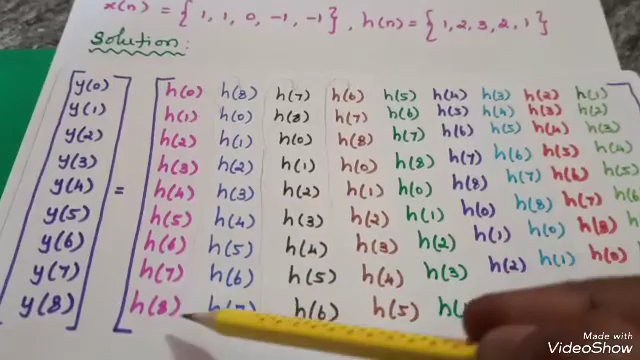 x(n) = { 1, 1, 0, -1, -1 } , h(n) = { 1, 2, 3, 2, 1 }
Solution:
y(0) h(0) h(8) h(7) h(6) h(5) h(4) h(3) h(2) h(1)
y(1) h(1) h(0) h(8) h(7) h(6) h(5) h(4) h(3) h(2)
y(2) h(2) h(1) h(0) h(8) h(7) h(6) h(5) h(4) h(3)
y(3) h(3) h(2) h(1) h(0) h(8) h(7) h(6) h(5) h(4)
y(4) = h(4) h(3) h(2) h(1) h(0) h(8) h(7) h(6) h(5)
y(5) h(5) h(4) h(3) h(2) h(1) h(0) h(8) h(7) h(6)
y(6) h(6) h(5) h(4) h(3) h(2) h(1) h(0) h(8)
y(7) h(7) h(6) h(5) h(4) h(3) h(2) h(1) h(0)
y(8) h(8) h(6) h(5)
Made with
VideoShow